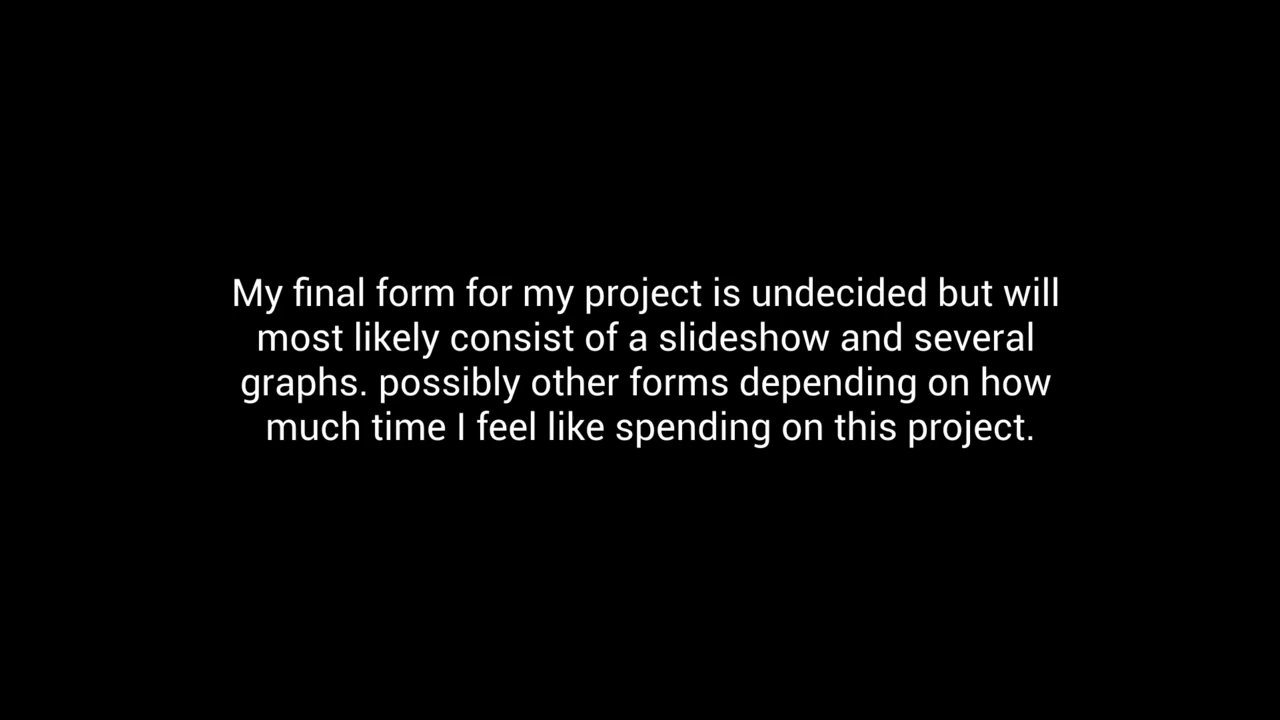 My final form for my project is undecided but will
most likely consist of a slideshow and several
graphs. possibly other forms depending on how
much time I feel like spending on this project.